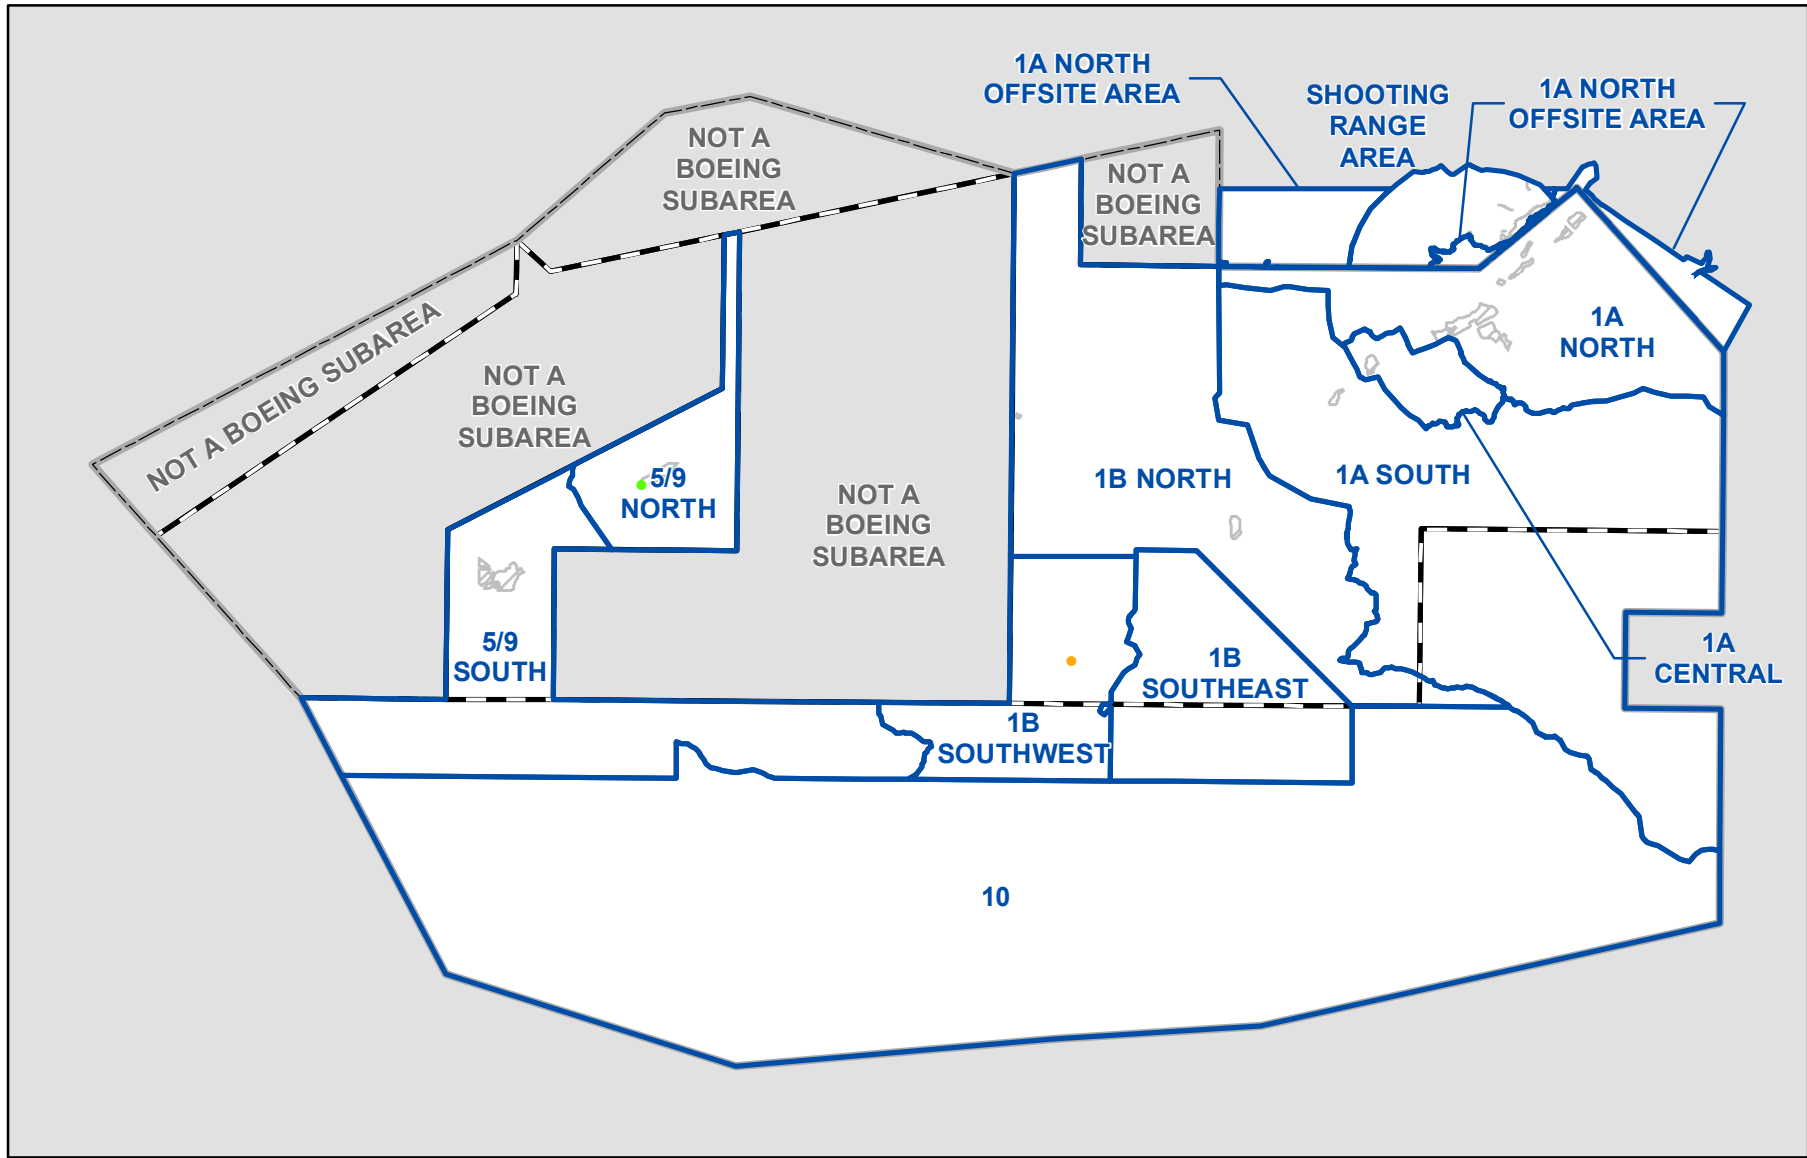 1A NORTH
OFFSITE AREA
SHOOTING
RANGE
AREA
1A NORTH
OFFSITE AREA
NOT A
BOEING
SUBAREA
NOT A
BOEING
SUBAREA
NOT A BOEING SUBAREA
NOT A
BOEING
SUBAREA
1A
NORTH
5/9
NORTH
NOT A
BOEING
SUBAREA
1B NORTH
1A SOUTH
5/9
SOUTH
1B
SOUTHEAST
1A
CENTRAL
1B
SOUTHWEST
10